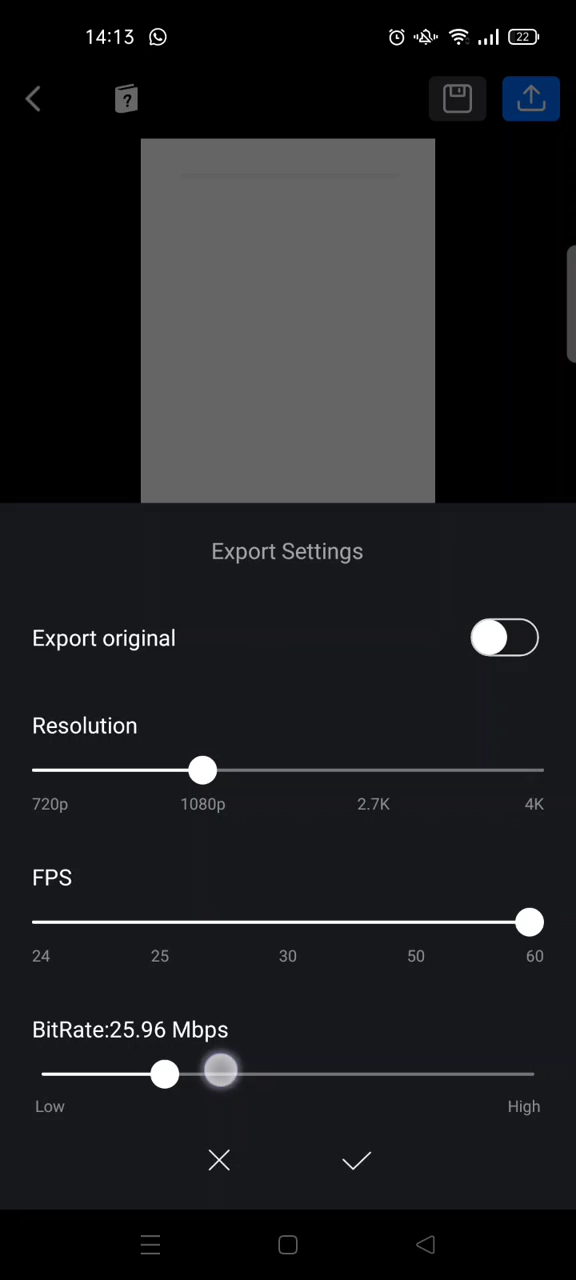 14:13
22
?
Export Settings
Export original
Resolution
720p 1080p 2.7K 4K
FPS
24 25 30 50 60
BitRate:25.96 Mbps
Low High